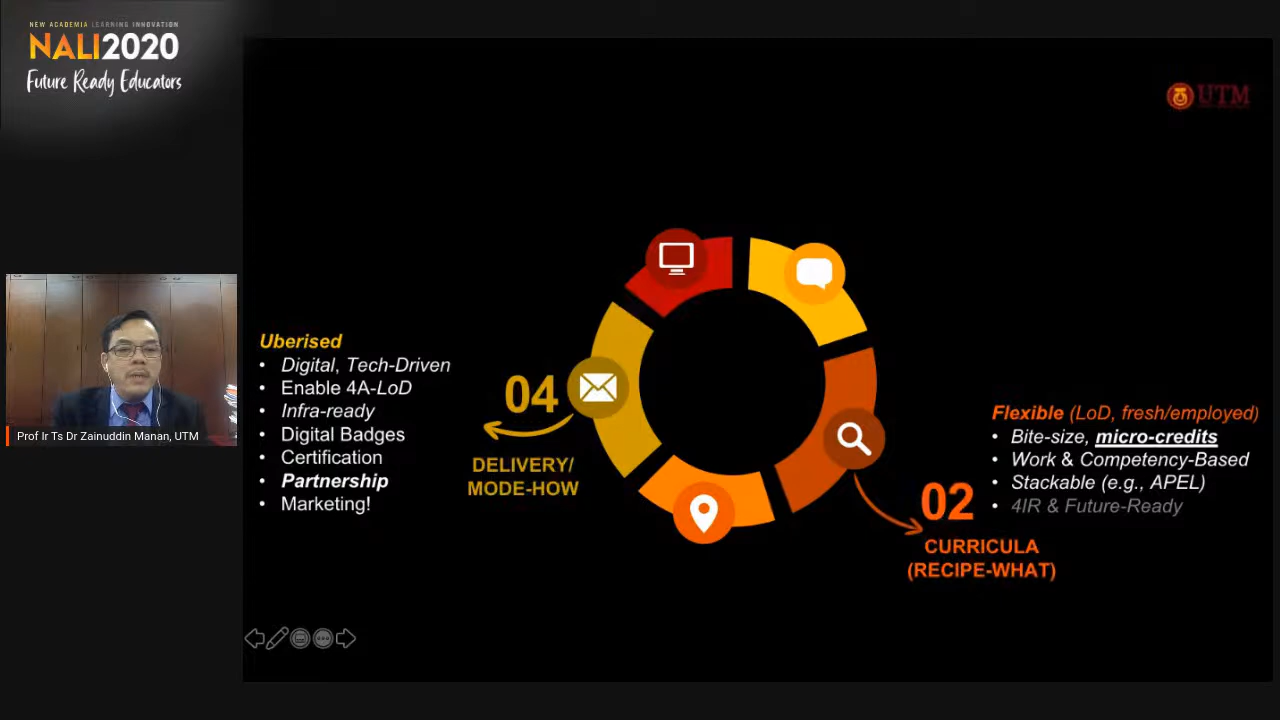 NEW ACADEMIA LEARNING INNOVATION
NALI2020
Future Ready Educators
UTM
Prof Ir Ts Dr Zainuddin Manan, UTM
Uberised
• Digital, Tech-Driven
• Enable 4A-LoD
• Infra-ready
• Digital Badges
• Certification
• Partnership
• Marketing!
04
DELIVERY/
MODE-HOW
Flexible (LoD, fresh/employed)
• Bite-size, micro-credits
• Work & Competency-Based
• Stackable (e.g., APEL)
• 4IR & Future-Ready
02
CURRICULA
(RECIPE-WHAT)